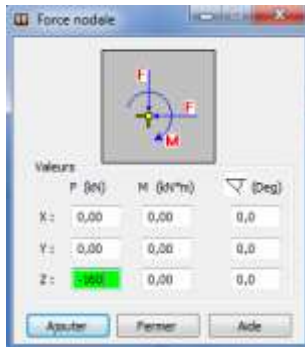 Force nodale
F
F
M
Valeurs
F (kN) M (kN*m) (Deg)
X: 0,00 0,00 0,0
Y: 0,00 0,00 0,0
Z: -160 0,00 0,0
Ajouter Fermer Aide